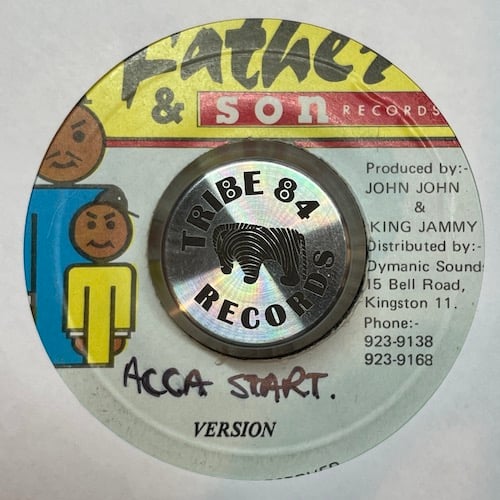 Father
& son RECORDS
TRIBE 84
RECORDS
Produced by:-
JOHN JOHN
&
KING JAMMY
Distributed by:-
Dymanic Sound
15 Bell Road,
Kingston 11.
Phone:-
923-9138
923-9168
ACCA START.
VERSION